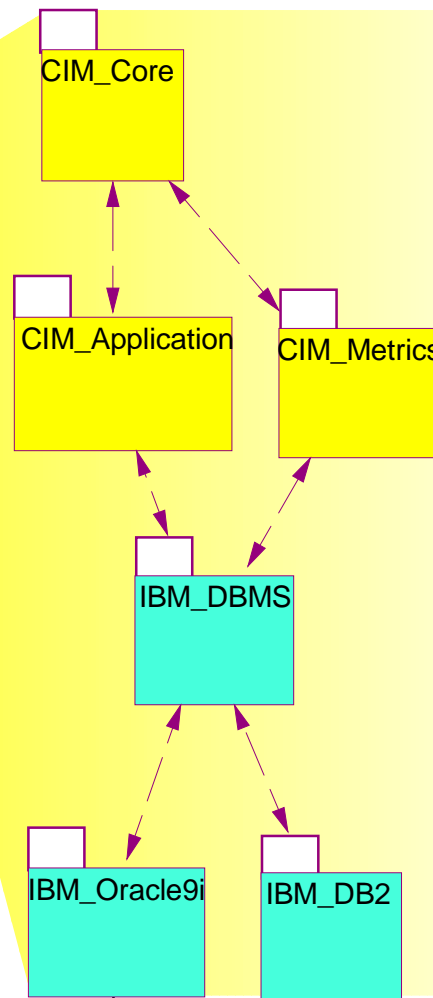 CIM_Core
CIM_Application
CIM_Metrics
IBM_DBMS
IBM_Oracle9i
IBM_DB2